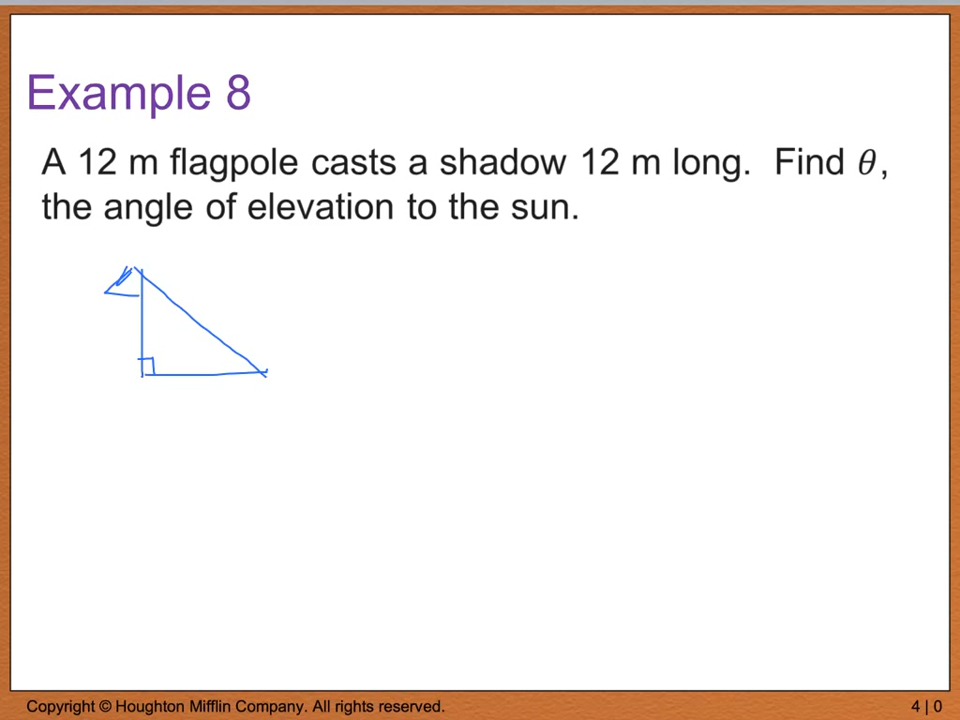 Example 8
A 12 m flagpole casts a shadow 12 m long. Find θ,
the angle of elevation to the sun.
Copyright © Houghton Mifflin Company. All rights reserved.
4 | 0